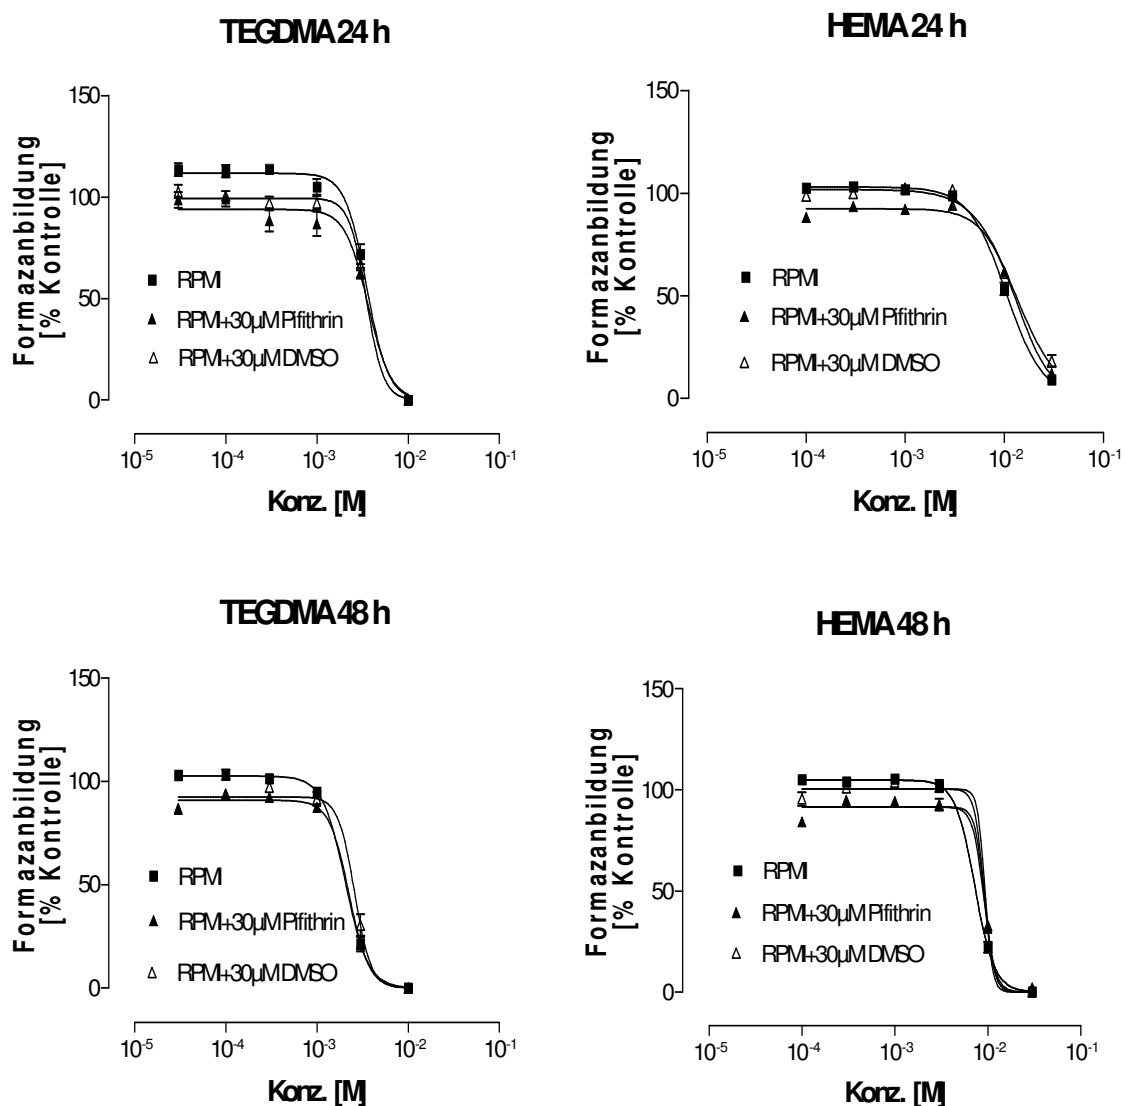 TEGDMA 24 h
Formazanbildung
[% Kontrolle]
150
100
50
0
RPMI
RPMI+30µM Pifithrin
RPMI+30µM DMSO
10-5
10-4
10-3
10-2
10-1
Konz. [M]
HEMA 24 h
Formazanbildung
[% Kontrolle]
150
100
50
0
RPMI
RPMI+30µM Pifithrin
RPMI+30µM DMSO
10-5
10-4
10-3
10-2
10-1
Konz. [M]
TEGDMA 48 h
Formazanbildung
[% Kontrolle]
150
100
50
0
RPMI
RPMI+30µM Pifithrin
RPMI+30µM DMSO
10-5
10-4
10-3
10-2
10-1
Konz. [M]
HEMA 48 h
Formazanbildung
[% Kontrolle]
150
100
50
0
RPMI
RPMI+30µM Pifithrin
RPMI+30µM DMSO
10-5
10-4
10-3
10-2
10-1
Konz. [M]